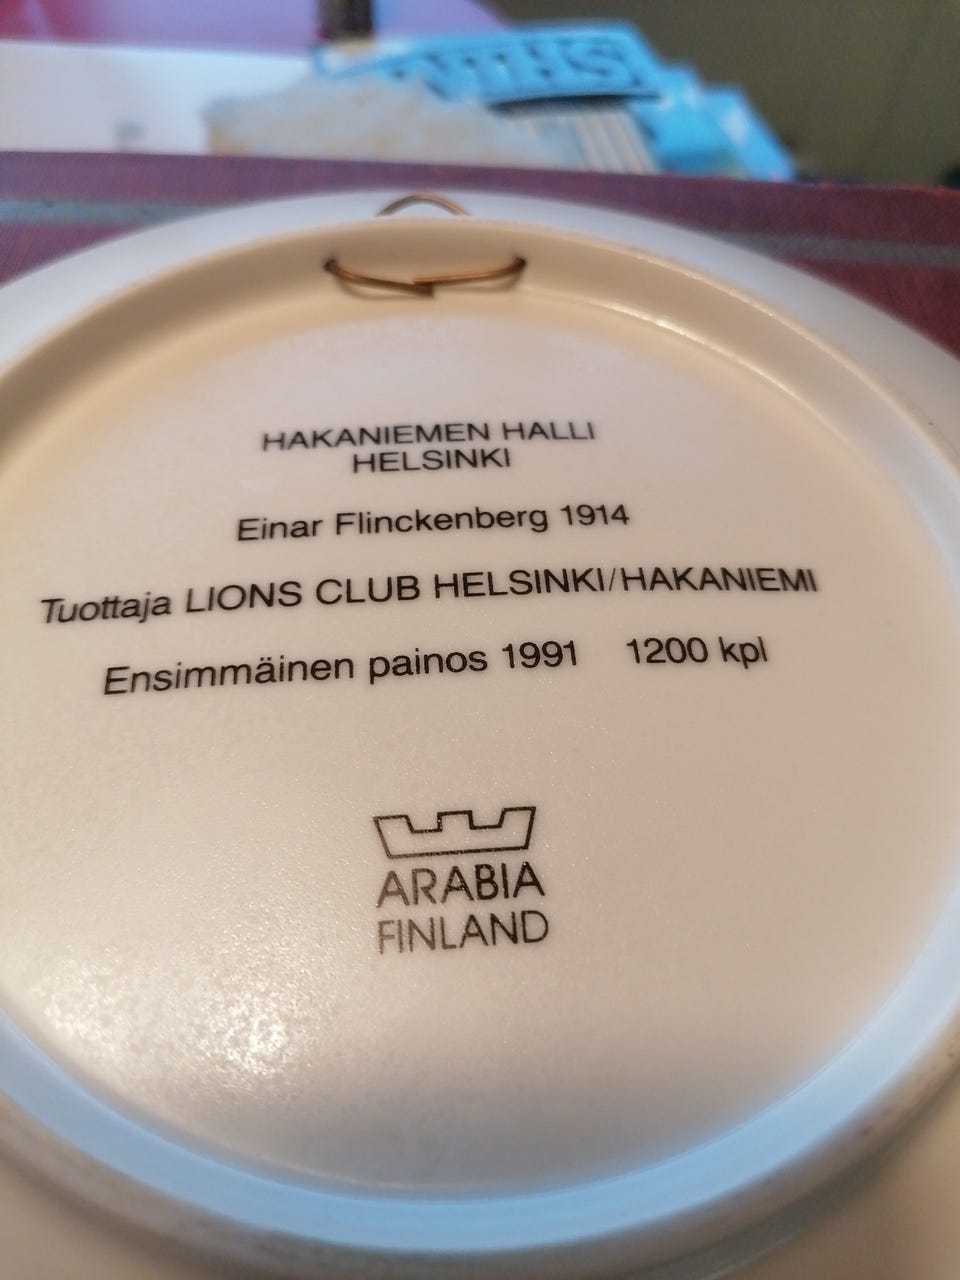 HAKANIEMEN HALLI
HELSINKI
Einar Flinckenberg 1914
Tuottaja LIONS CLUB HELSINKI/HAKANIEMI
Ensimmäinen painos 1991 1200 kpl
ARABIA
FINLAND